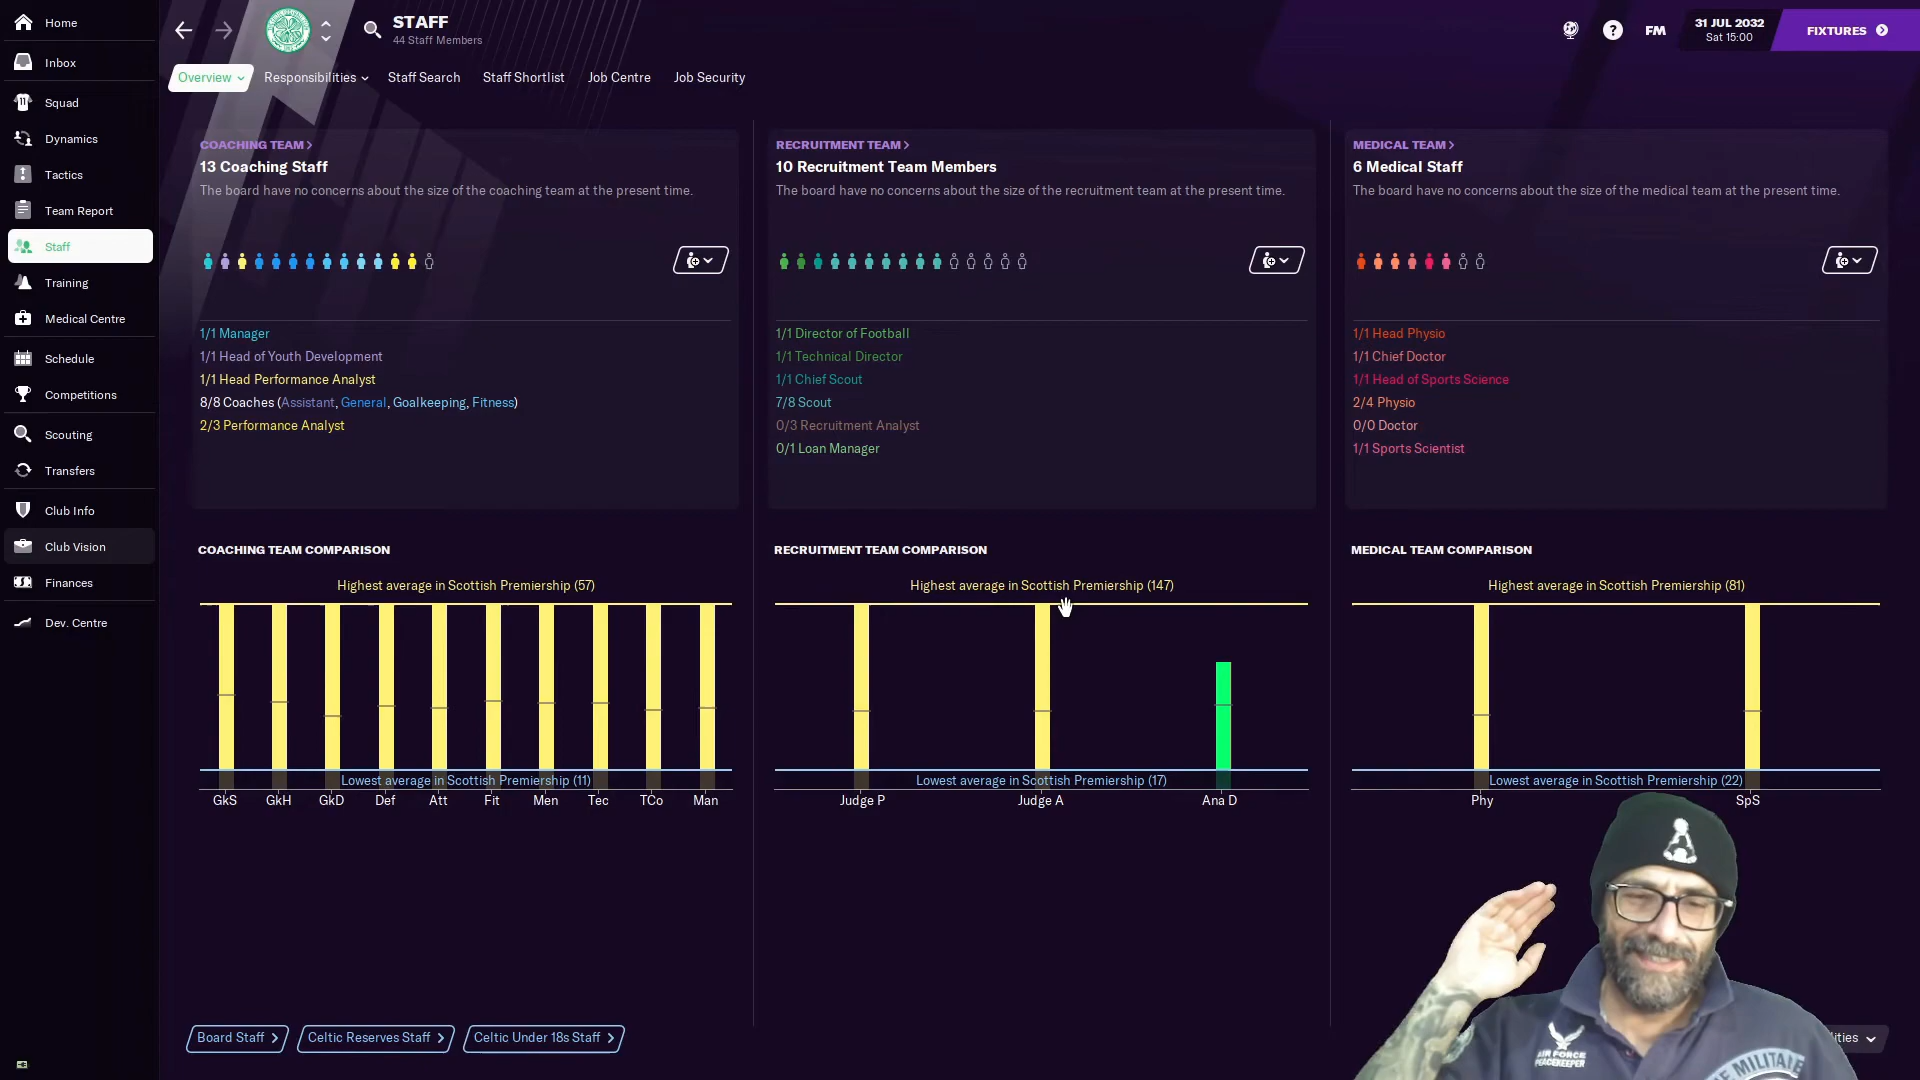 Home
Inbox
Squad
Dynamics
Tactics
Team Report
Staff
Training
Medical Centre
Schedule
Competitions
Scouting
Transfers
Club Info
Club Vision
Finances
Dev. Centre
STAFF
44 Staff Members
FM
31 JUL 2032
Sat 15:00
FIXTURES
Overview
Responsibilities
Staff Search
Staff Shortlist
Job Centre
Job Security
COACHING TEAM >
13 Coaching Staff
The board have no concerns about the size of the coaching team at the present time.
1/1 Manager
1/1 Head of Youth Development
1/1 Head Performance Analyst
8/8 Coaches (Assistant, General, Goalkeeping, Fitness)
2/3 Performance Analyst
RECRUITMENT TEAM >
10 Recruitment Team Members
The board have no concerns about the size of the recruitment team at the present time.
1/1 Director of Football
1/1 Technical Director
1/1 Chief Scout
7/8 Scout
0/3 Recruitment Analyst
0/1 Loan Manager
MEDICAL TEAM >
6 Medical Staff
The board have no concerns about the size of the medical team at the present time.
1/1 Head Physio
1/1 Chief Doctor
1/1 Head of Sports Science
2/4 Physio
0/0 Doctor
1/1 Sports Scientist
COACHING TEAM COMPARISON
Highest average in Scottish Premiership (57)
Lowest average in Scottish Premiership (11)
GkS GkH GkD Def Att Fit Men Tec TCo Man
RECRUITMENT TEAM COMPARISON
Highest average in Scottish Premiership (147)
Lowest average in Scottish Premiership (17)
Judge P Judge A Ana D
MEDICAL TEAM COMPARISON
Highest average in Scottish Premiership (81)
Lowest average in Scottish Premiership (22)
Phy SpS
Board Staff >
Celtic Reserves Staff >
Celtic Under 18s Staff >
ities
AIR FORCE
PEACEKEEPER